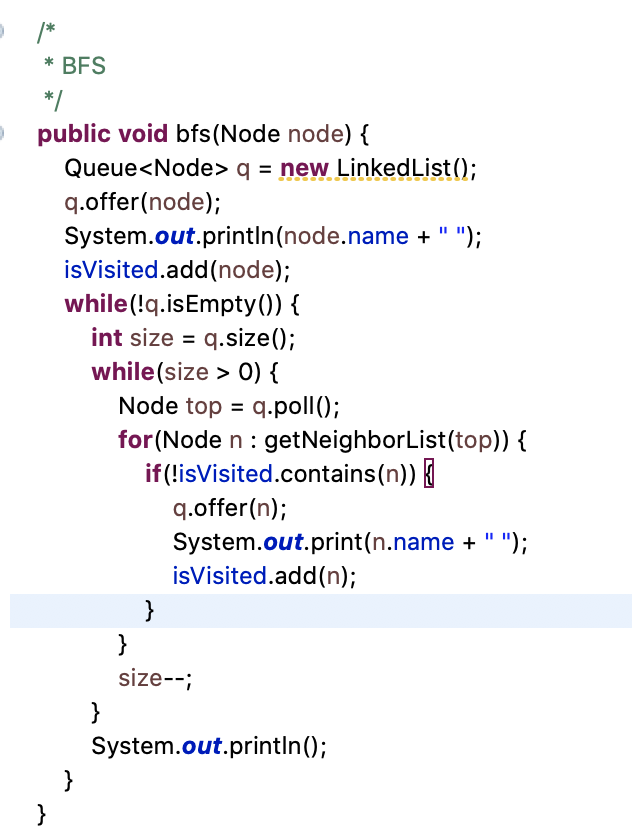 /*
 * BFS
 */
public void bfs(Node node) {
  Queue<Node> q = new LinkedList();
  q.offer(node);
  System.out.println(node.name + " ");
  isVisited.add(node);
  while(!q.isEmpty()) {
    int size = q.size();
    while(size > 0) {
      Node top = q.poll();
      for(Node n : getNeighborList(top)) {
        if(!isVisited.contains(n)) {
          q.offer(n);
          System.out.print(n.name + " ");
          isVisited.add(n);
        }
      }
      size--;
    }
    System.out.println();
  }
}